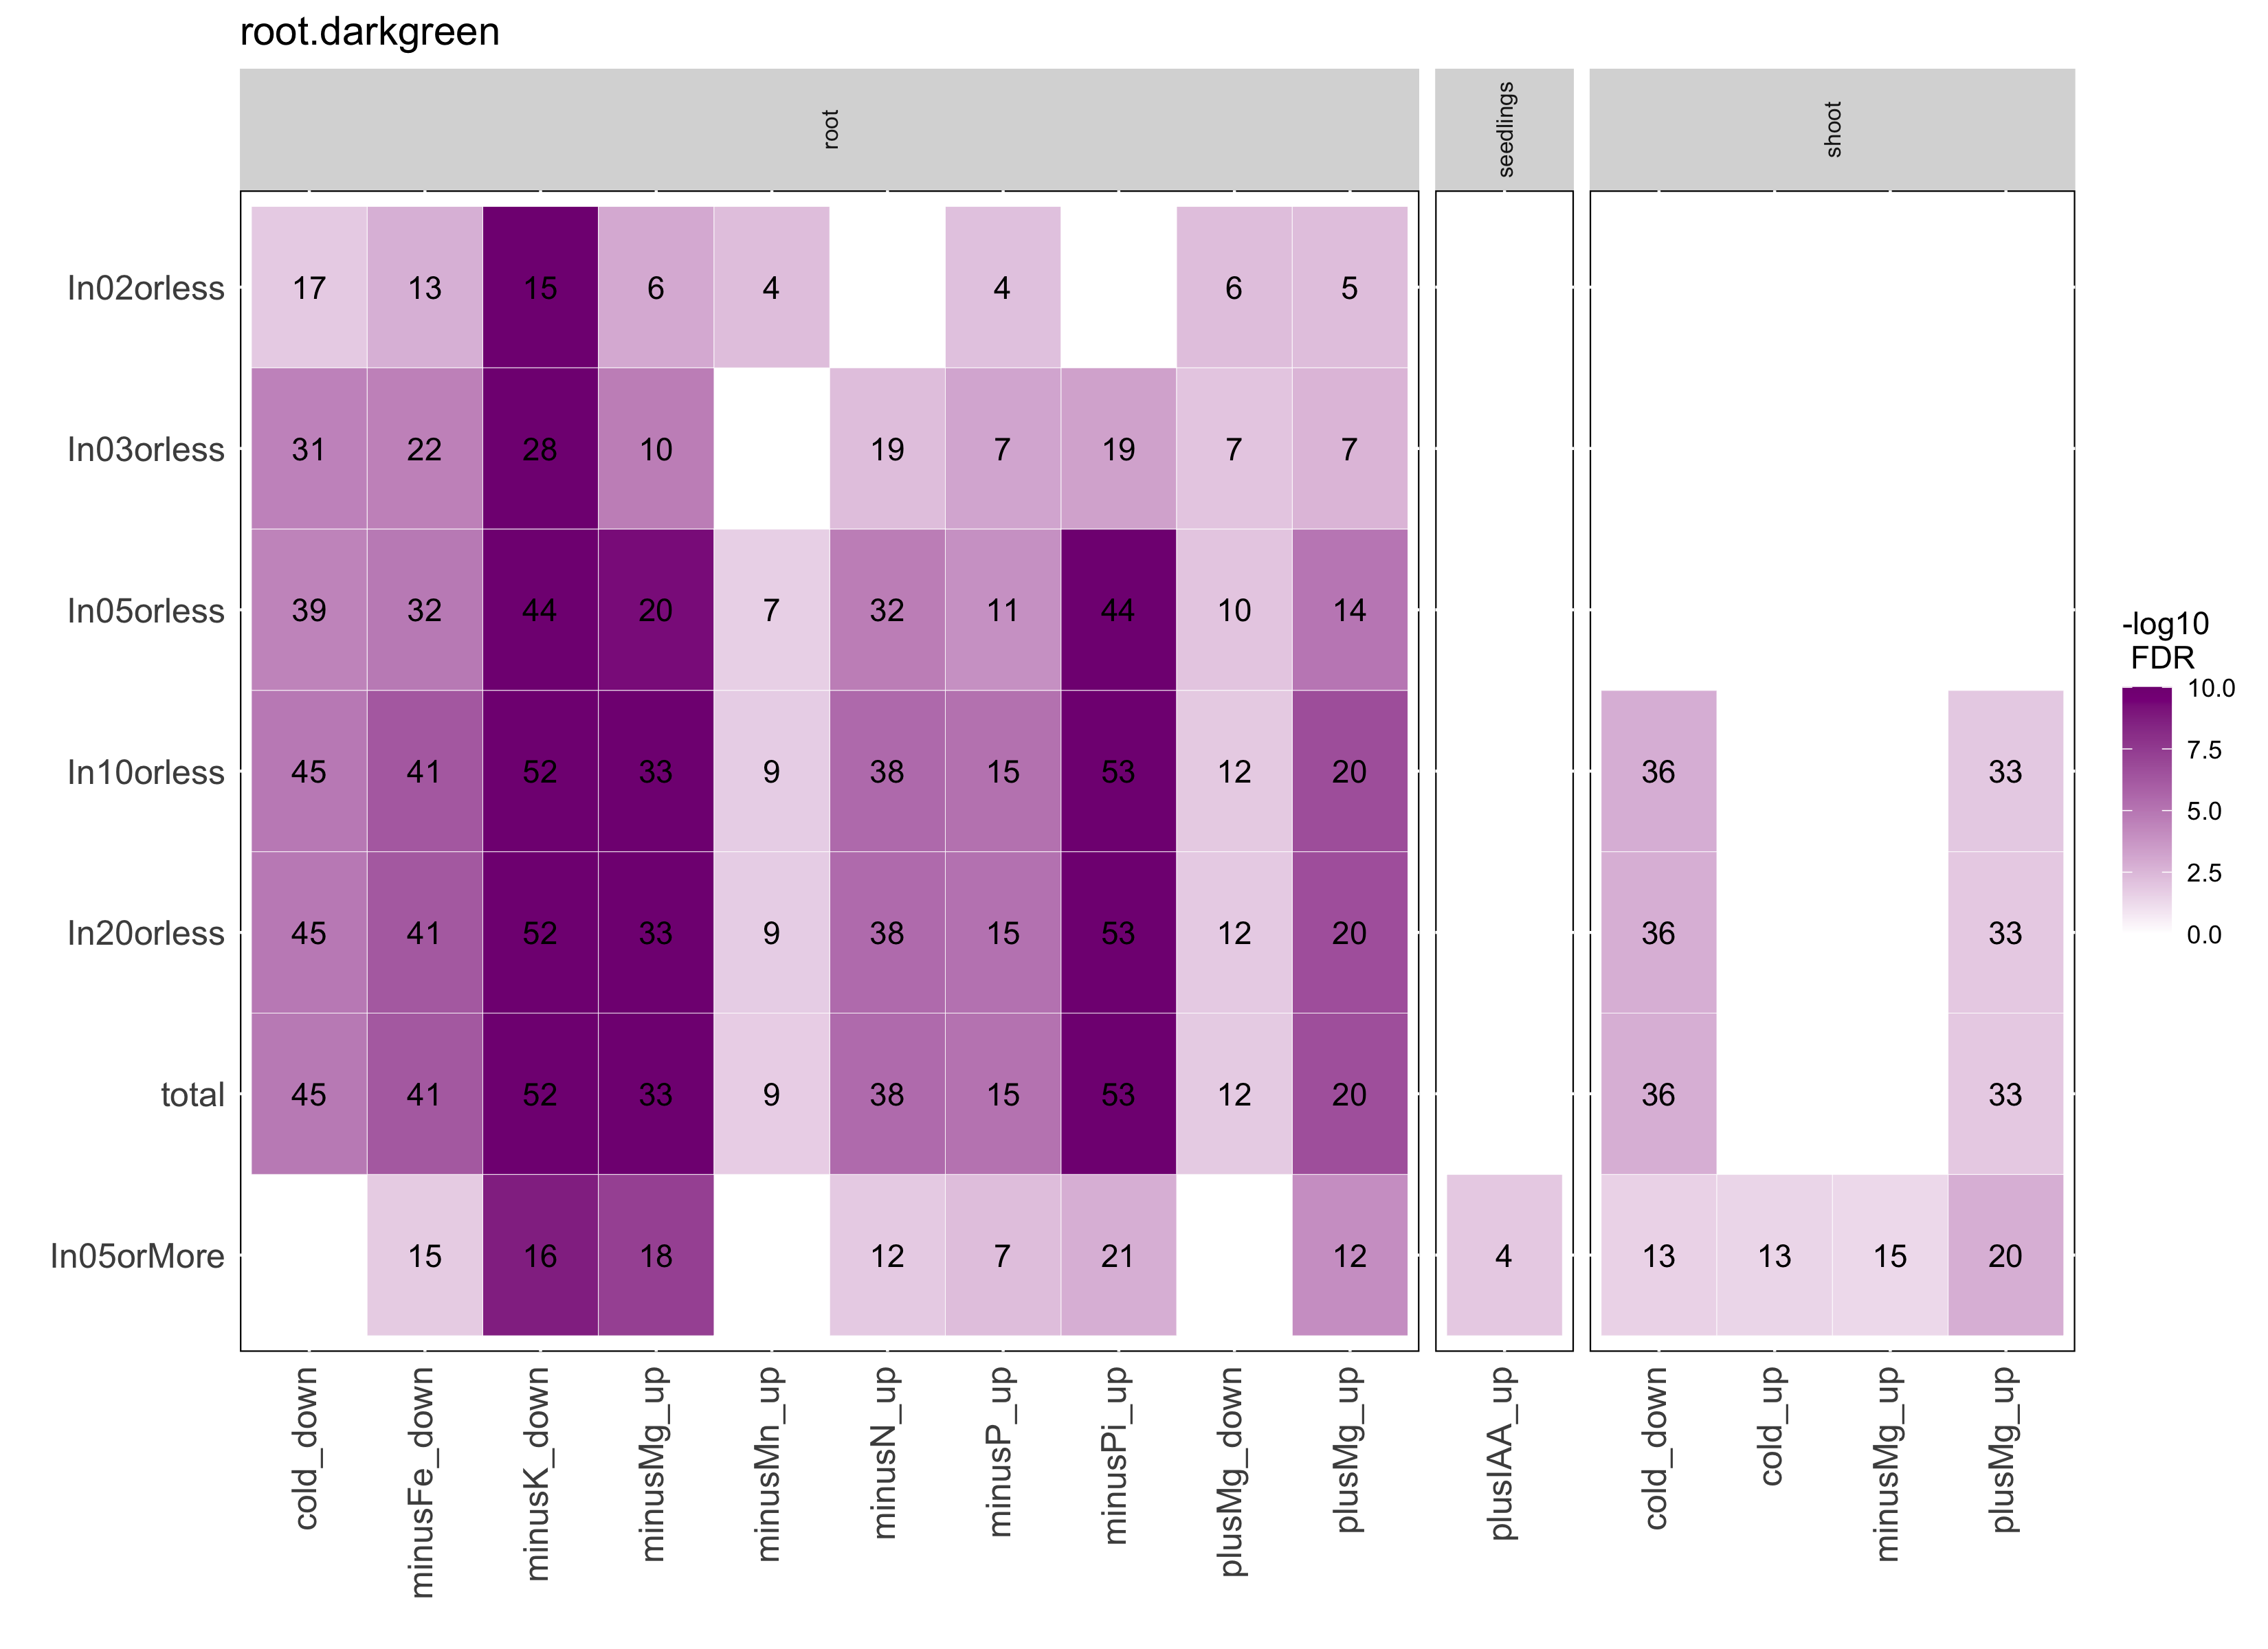 root.darkgreen
root
seedlings
shoot
In02orless 17 13 15 6 4 4 6 5
In03orless 31 22 28 10 19 7 19 7 7
In05orless 39 32 44 20 7 32 11 44 10 14
In10orless 45 41 52 33 9 38 15 53 12 20 36 33
In20orless 45 41 52 33 9 38 15 53 12 20 36 33
total 45 41 52 33 9 38 15 53 12 20 36 33
In05orMore 15 16 18 12 7 21 12 4 13 13 15 20
cold_down
minusFe_down
minusK_down
minusMg_up
minusMn_up
minusN_up
minusP_up
minusPi_up
plusMg_down
plusMg_up
plusIAA_up
cold_down
cold_up
minusMg_up
plusMg_up
-log10
FDR
10.0
7.5
5.0
2.5
0.0